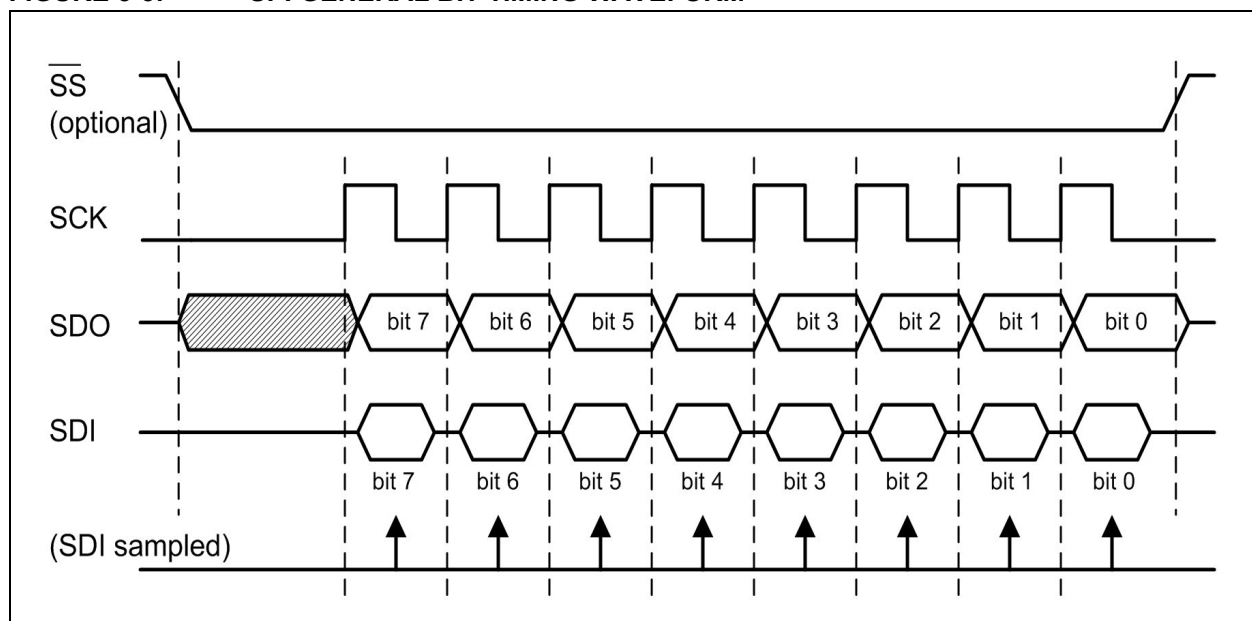 SS
(optional)
SCK
SDO
bit 7 bit 6 bit 5 bit 4 bit 3 bit 2 bit 1 bit 0
SDI
bit 7 bit 6 bit 5 bit 4 bit 3 bit 2 bit 1 bit 0
(SDI sampled)